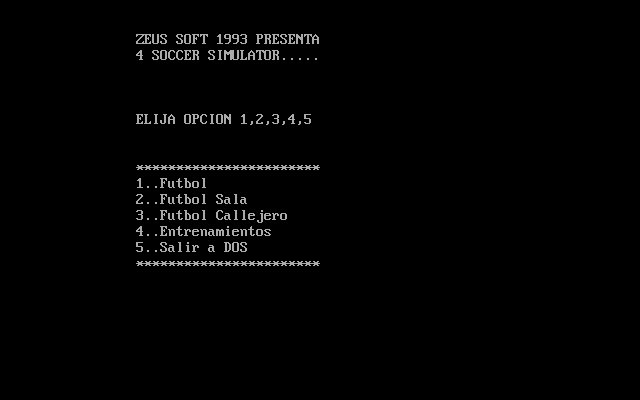 ZEUS SOFT 1993 PRESENTA
4 SOCCER SIMULATOR.....
ELIJA OPCION 1,2,3,4,5
***********************
1..Futbol
2..Futbol Sala
3..Futbol Callejero
4..Entrenamientos
5..Salir a DOS
***********************